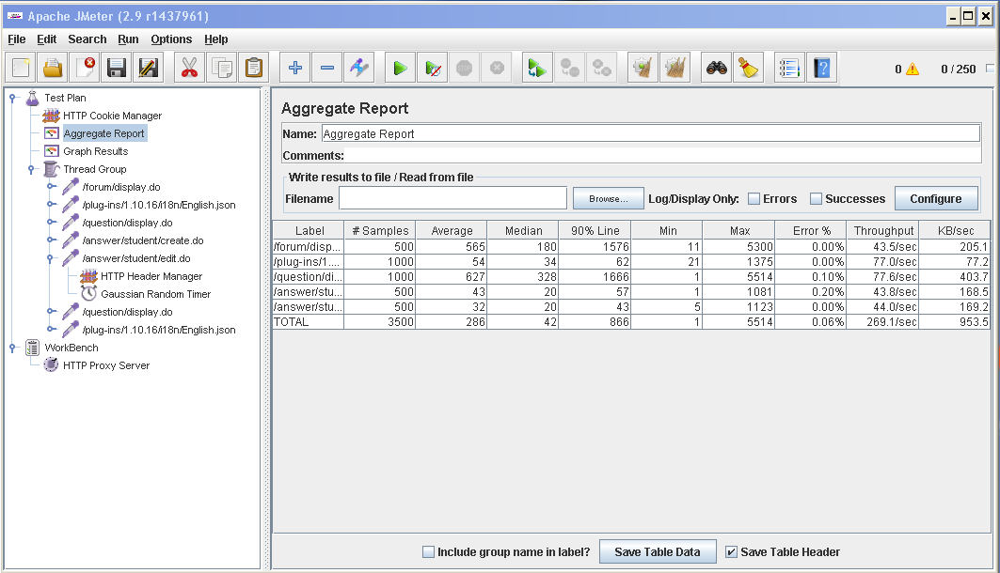 Apache JMeter (2.9 r1437961)
File Edit Search Run Options Help
0 0 / 250
Test Plan
HTTP Cookie Manager
Aggregate Report
Graph Results
Thread Group
/forum/display.do
/plug-ins/1.10.16/i18n/English.json
/question/display.do
/answer/student/create.do
/answer/student/edit.do
HTTP Header Manager
Gaussian Random Timer
/question/display.do
/plug-ins/1.10.16/i18n/English.json
WorkBench
HTTP Proxy Server
Aggregate Report
Name: Aggregate Report
Comments:
Write results to file / Read from file
Filename Browse... Log/Display Only: Errors Successes Configure
Label # Samples Average Median 90% Line Min Max Error % Throughput KB/sec
/forum/disp... 500 565 180 1576 11 5300 0.00% 43.5/sec 205.1
/plug-ins/1.... 1000 54 34 62 21 1375 0.00% 77.0/sec 77.2
/question/di... 1000 627 328 1666 1 5514 0.10% 77.6/sec 403.7
/answer/stu... 500 43 20 57 1 1081 0.20% 43.8/sec 168.5
/answer/stu... 500 32 20 43 5 1123 0.00% 44.0/sec 169.2
TOTAL 3500 286 42 866 1 5514 0.06% 269.1/sec 953.5
Include group name in label? Save Table Data Save Table Header